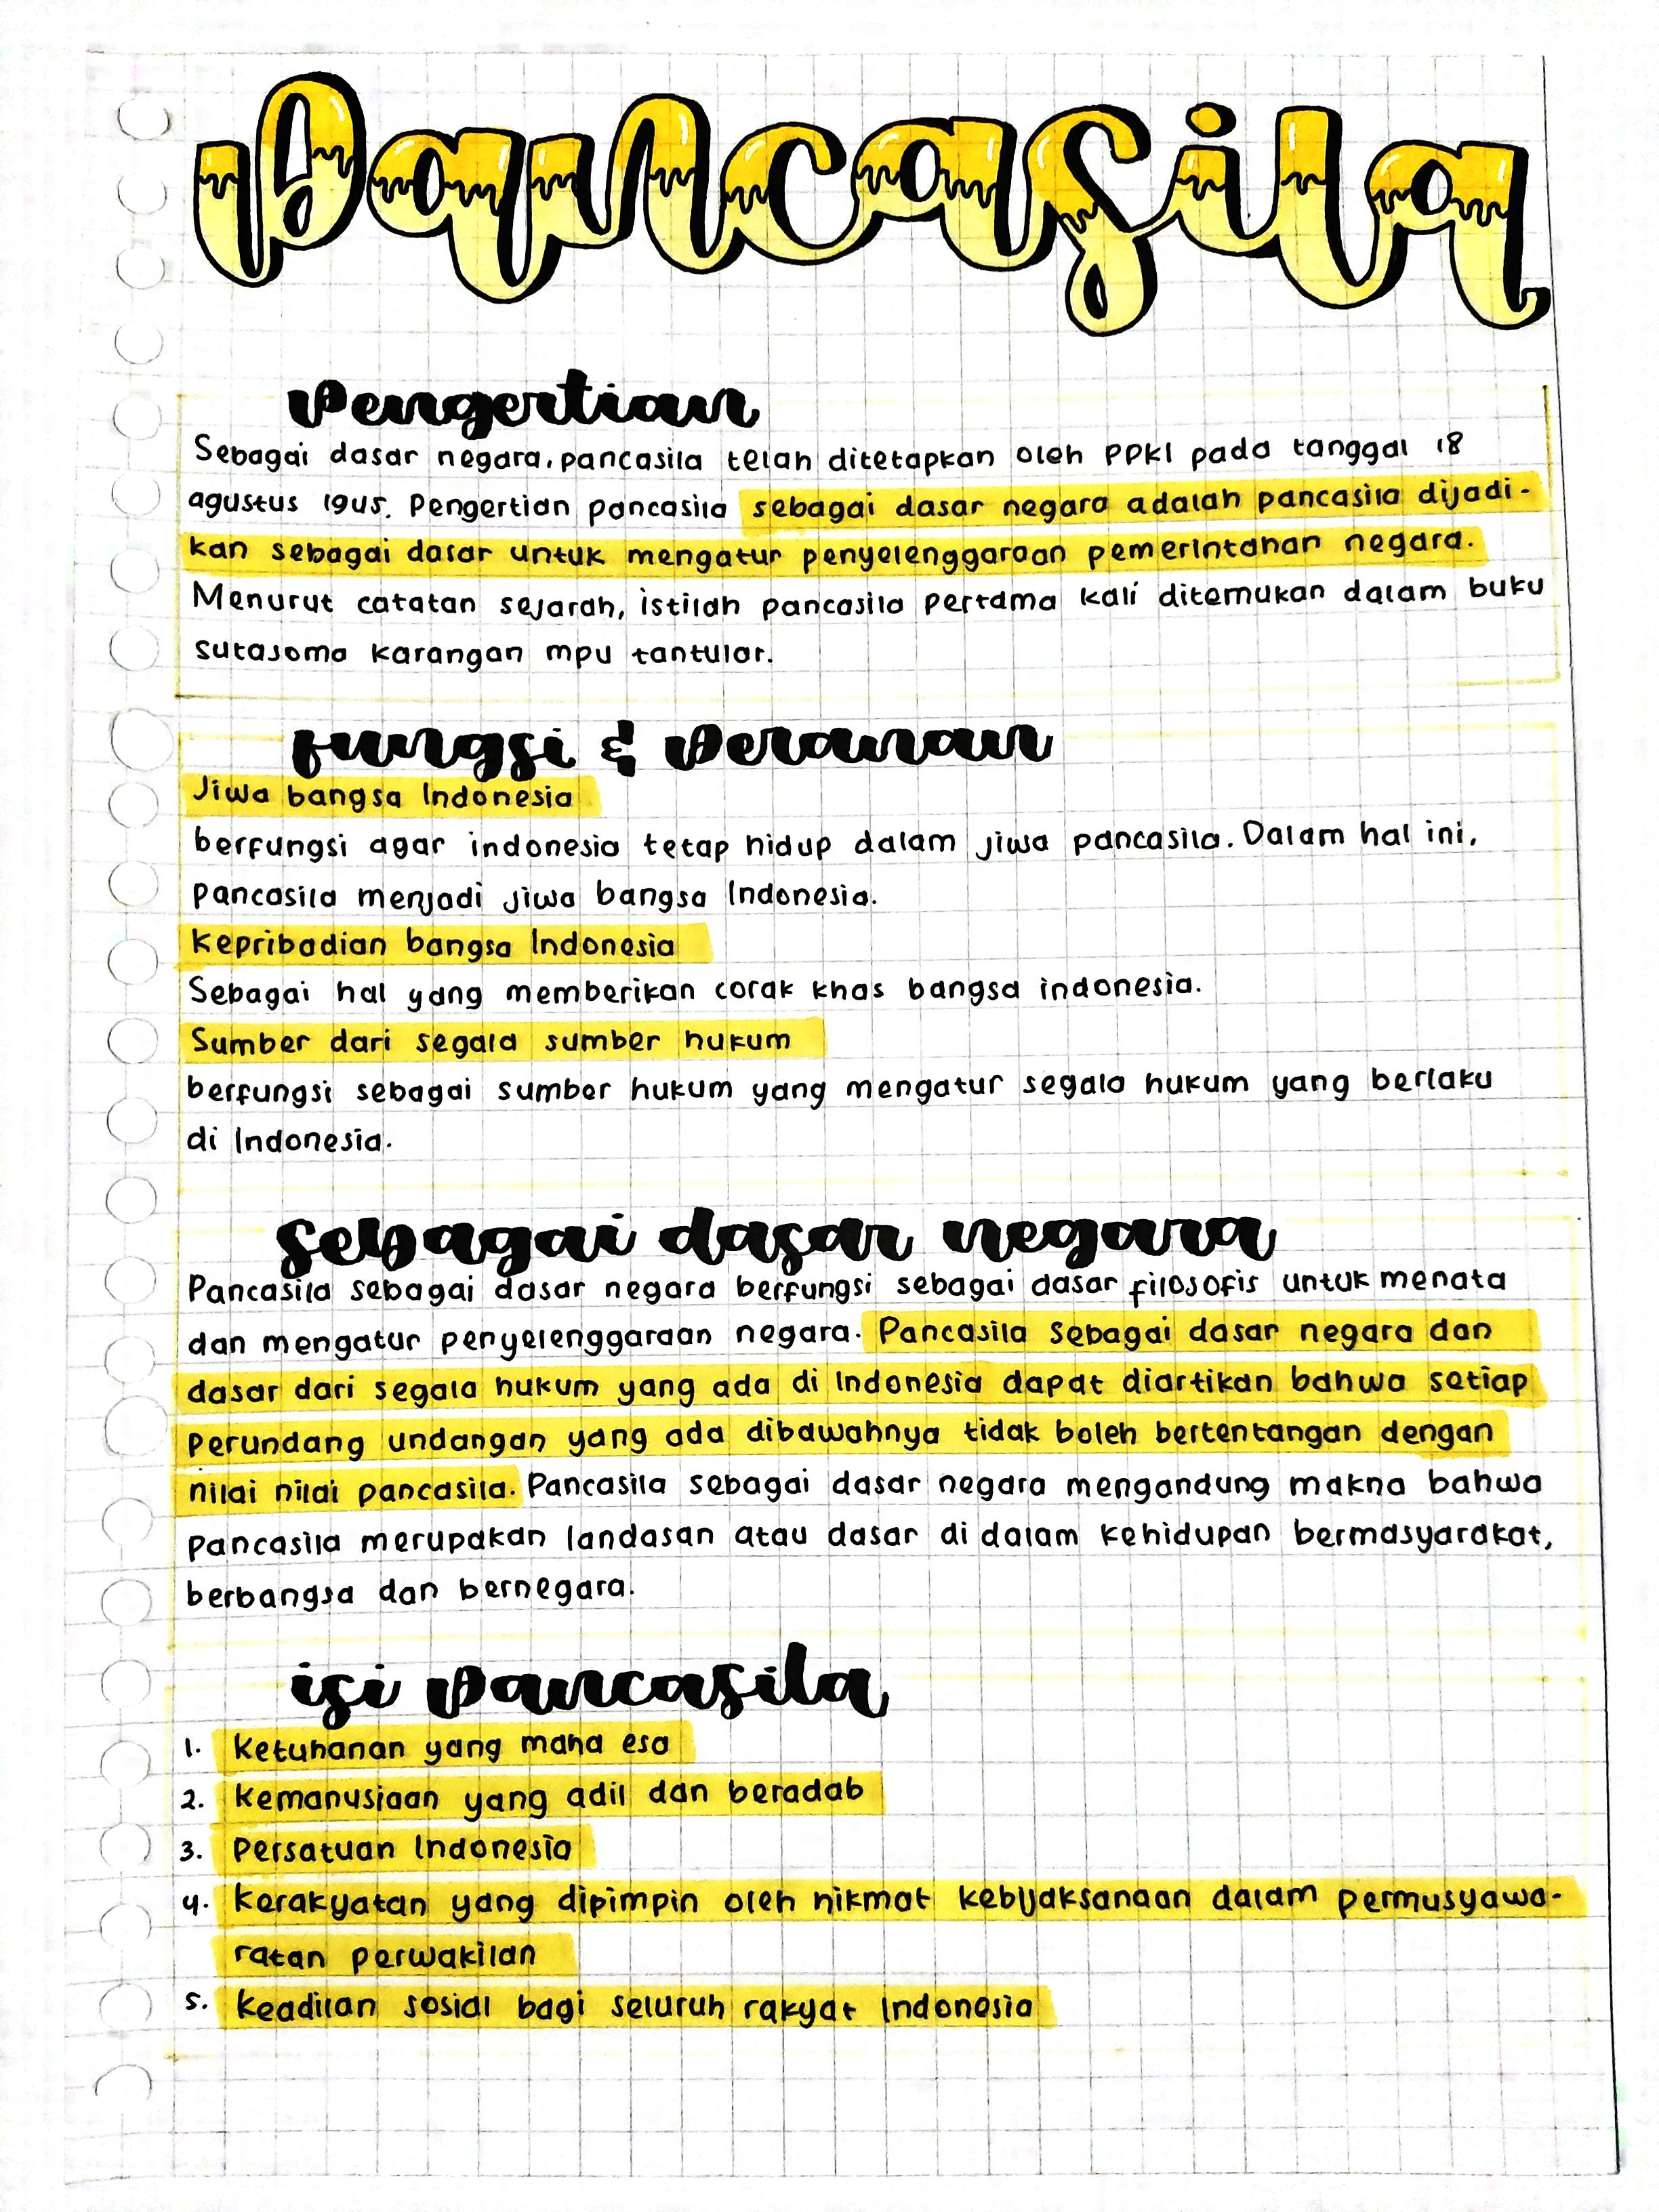 Pancasila
Pengertian
Sebagai dasar negara, pancasila telah ditetapkan oleh PPKI pada tanggal 18
agustus 1945. Pengertian pancasila sebagai dasar negara adalah pancasila dijadi-
kan sebagai dasar untuk mengatur penyelenggaraan pemerintahan negara.
Menurut catatan sejarah, istilah pancasila pertama kali ditemukan dalam buku
sutasoma karangan mpu tantular.
fungsi & Peranan
Jiwa bangsa Indonesia
berfungsi agar indonesia tetap hidup dalam jiwa pancasila. Dalam hal ini,
pancasila menjadi jiwa bangsa Indonesia.
Kepribadian bangsa Indonesia
Sebagai hal yang memberikan corak khas bangsa indonesia.
Sumber dari segala sumber hukum
berfungsi sebagai sumber hukum yang mengatur segala hukum yang berlaku
di Indonesia.
sebagai dasar negara
Pancasila sebagai dasar negara berfungsi sebagai dasar filosofis untuk menata
dan mengatur penyelenggaraan negara. Pancasila sebagai dasar negara dan
dasar dari segala hukum yang ada di Indonesia dapat diartikan bahwa setiap
perundang undangan yang ada dibawahnya tidak boleh bertentangan dengan
nilai nilai pancasila. Pancasila sebagai dasar negara mengandung makna bahwa
pancasila merupakan landasan atau dasar di dalam kehidupan bermasyarakat,
berbangsa dan bernegara.
isi Pancasila
1. Ketuhanan yang maha esa
2. Kemanusiaan yang adil dan beradab
3. Persatuan Indonesia
4. Kerakyatan yang dipimpin oleh hikmat kebijaksanaan dalam permusyawa-
ratan perwakilan
5. Keadilan sosial bagi seluruh rakyat Indonesia